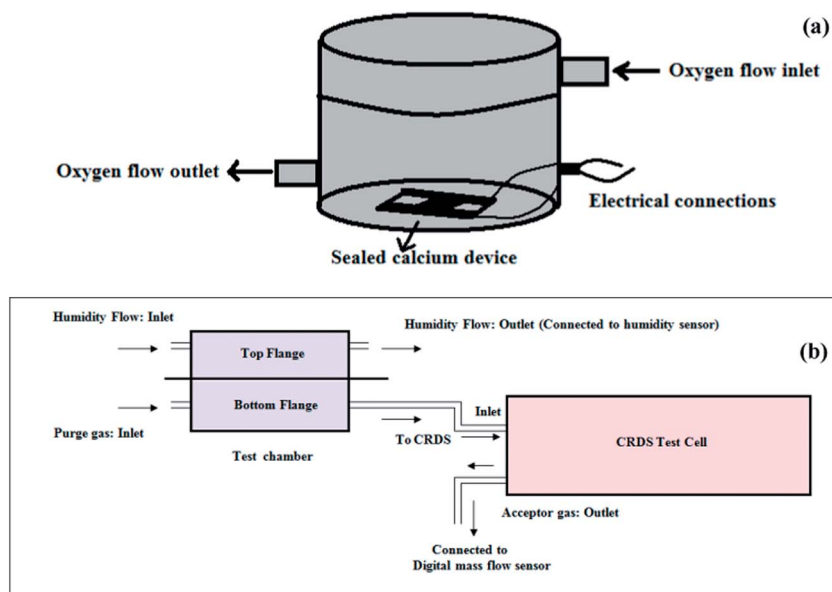 (a)
Oxygen flow inlet
Oxygen flow outlet
Electrical connections
Sealed calcium device
Humidity Flow: Inlet
Humidity Flow: Outlet (Connected to humidity sensor)
(b)
Top Flange
Bottom Flange
Purge gas: Inlet
Test chamber
To CRDS
Inlet
CRDS Test Cell
Acceptor gas: Outlet
Connected to
Digital mass flow sensor